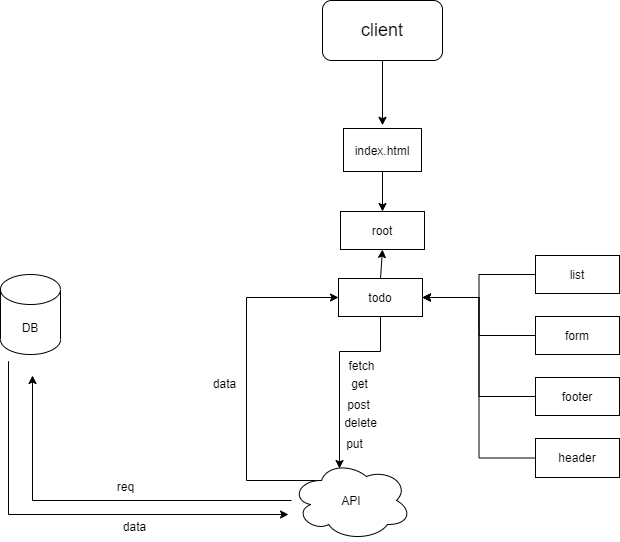 client
index.html
root
todo
list
form
footer
header
DB
data
fetch
get
post
delete
put
API
req
data